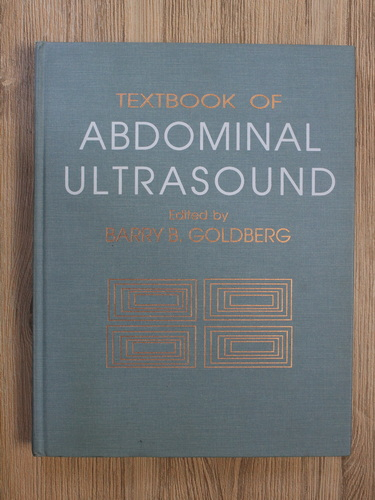 TEXTBOOK OF
ABDOMINAL
ULTRASOUND
Edited by
BARRY B. GOLDBERG